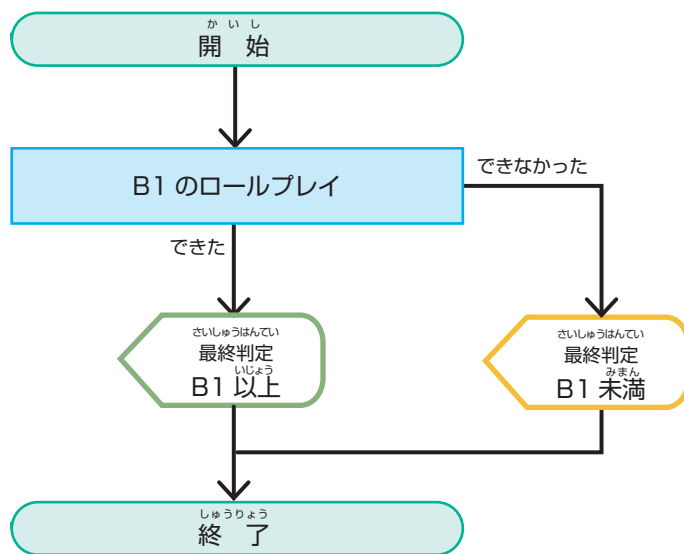 かいし
開 始
B1 のロールプレイ
できなかった
できた
さいしゅうはんてい
最終判定
いじょう
B1 以上
さいしゅうはんてい
最終判定
みまん
B1 未満
しゅうりょう
終 了